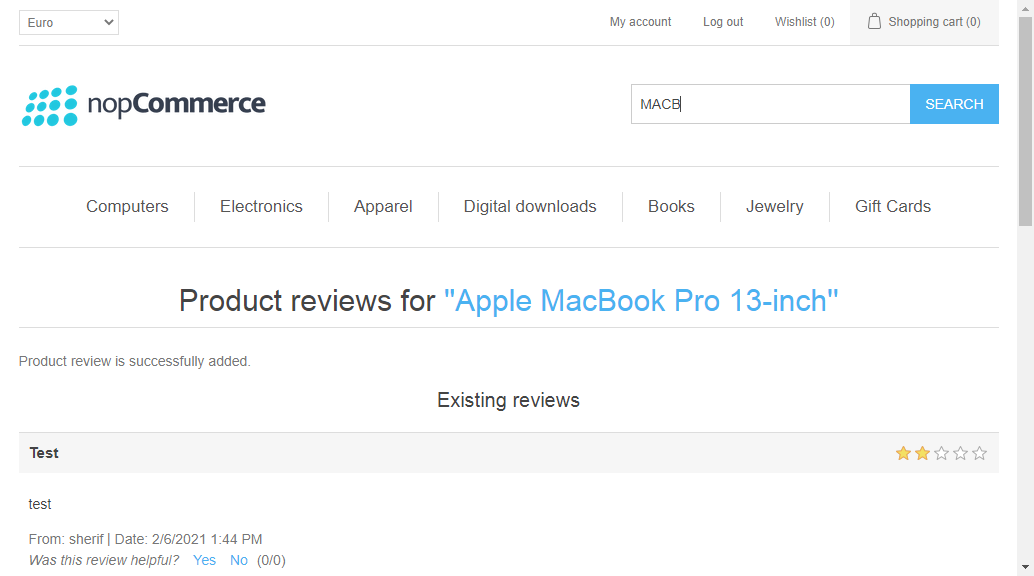 Euro
My account Log out Wishlist (0) Shopping cart (0)
nopCommerce
MACB SEARCH
Computers Electronics Apparel Digital downloads Books Jewelry Gift Cards
Product reviews for "Apple MacBook Pro 13-inch"
Product review is successfully added.
Existing reviews
Test
test
From: sherif | Date: 2/6/2021 1:44 PM
Was this review helpful? Yes No (0/0)